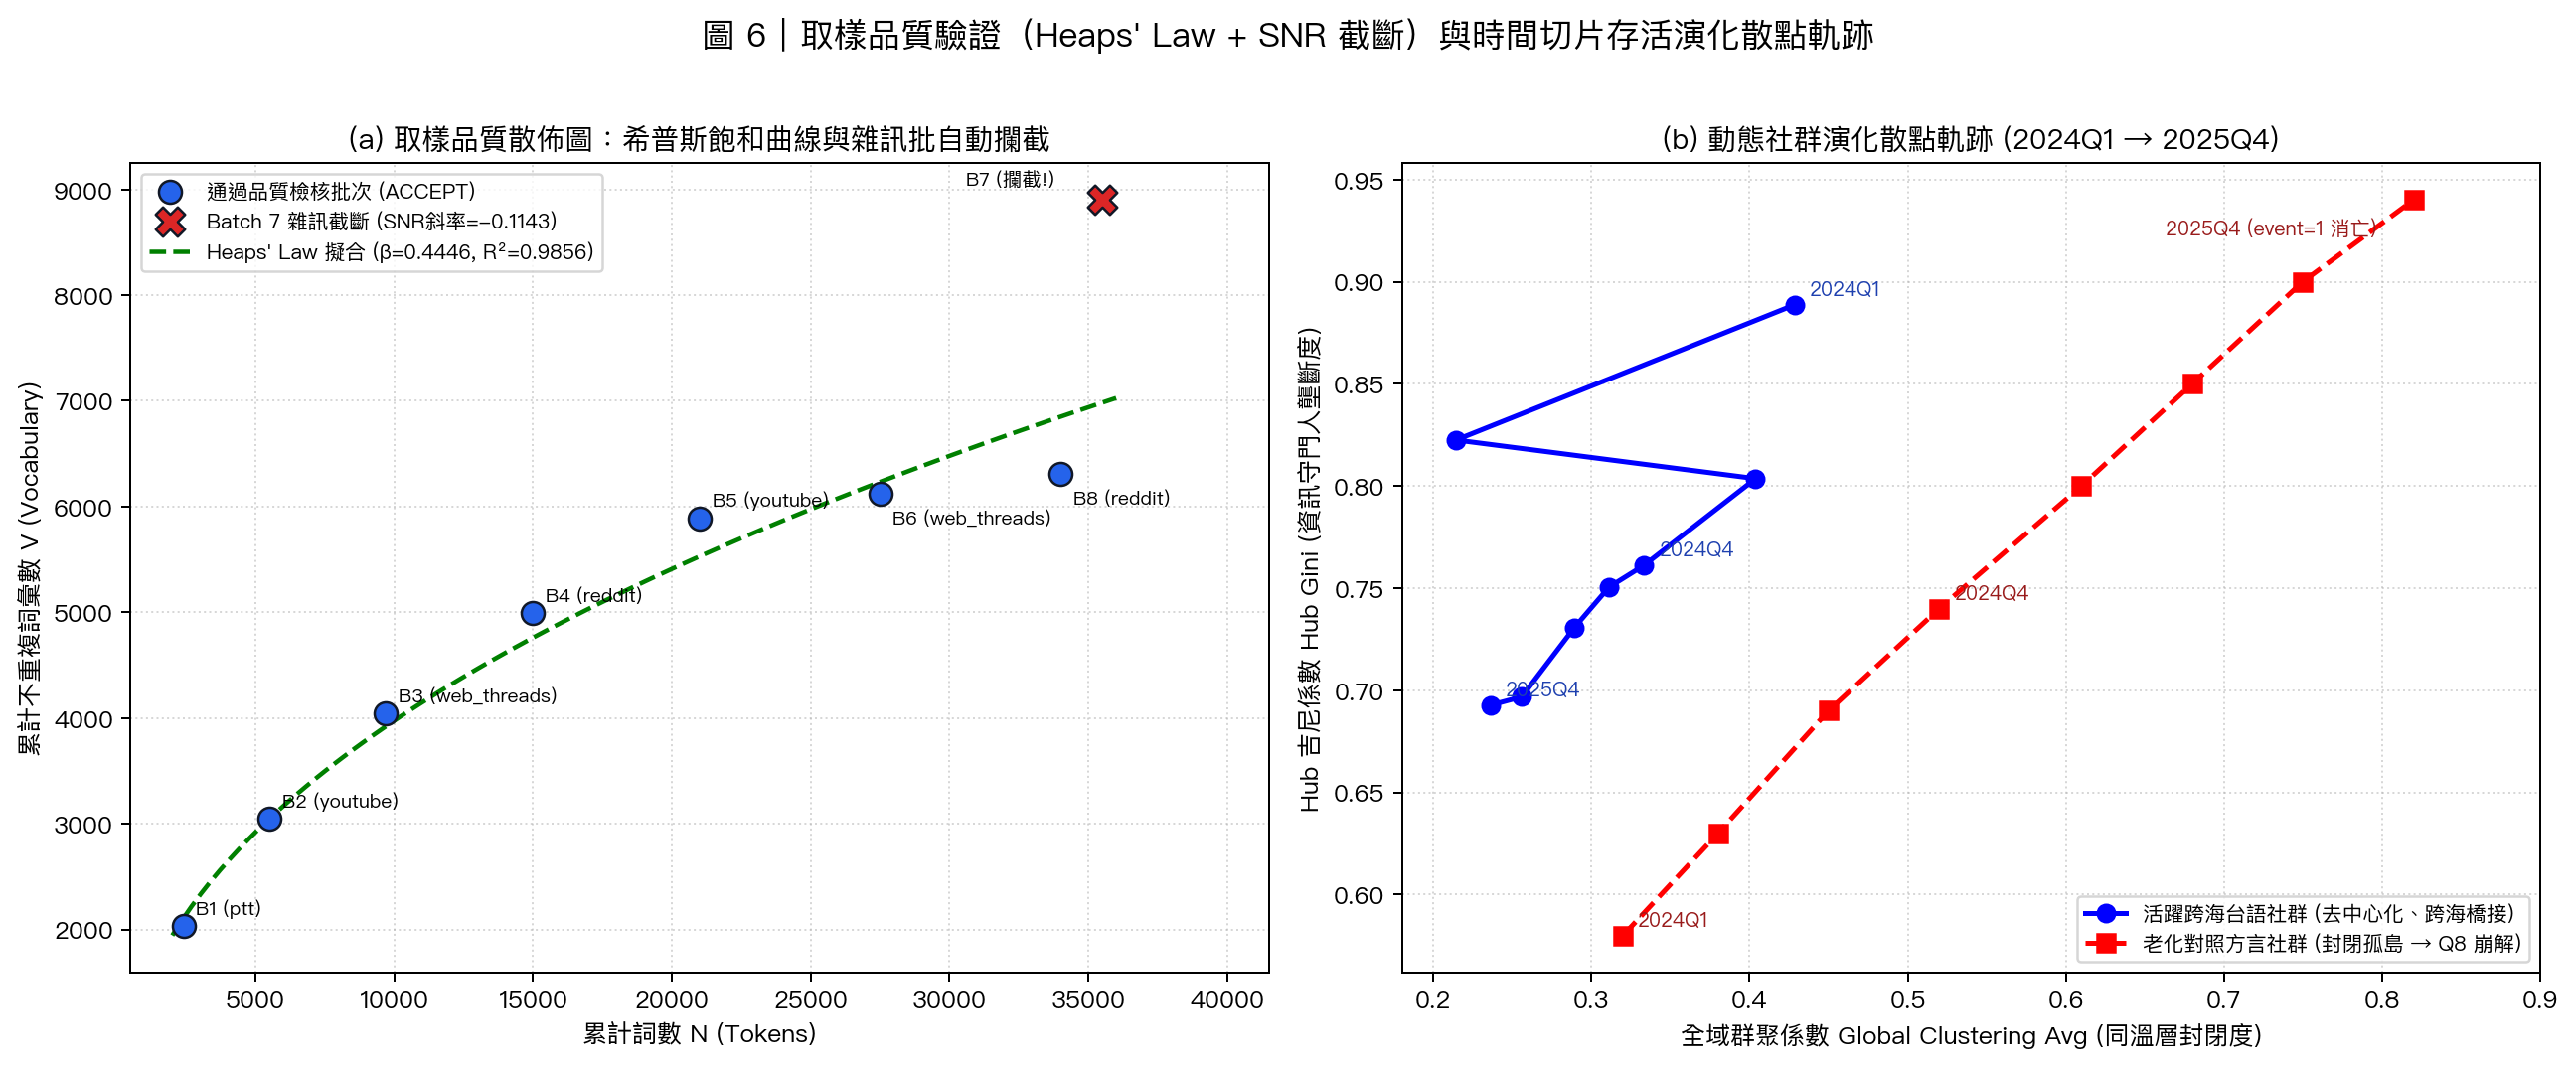 圖 6｜取樣品質驗證（Heaps' Law + SNR 截斷）與時間切片存活演化散點軌跡
(a) 取樣品質散佈圖：希普斯飽和曲線與雜訊批自動攔截
通過品質檢核批次 (ACCEPT)
Batch 7 雜訊截斷 (SNR斜率=−0.1143)
Heaps' Law 擬合 (β=0.4446, R²=0.9856)
B7 (攔截!)
B5 (youtube)
B6 (web_threads)
B8 (reddit)
B4 (reddit)
B3 (web_threads)
B2 (youtube)
B1 (ptt)
9000
8000
7000
6000
5000
4000
3000
2000
累計不重複詞彙數 V (Vocabulary)
5000 10000 15000 20000 25000 30000 35000 40000
累計詞數 N (Tokens)
(b) 動態社群演化散點軌跡 (2024Q1 → 2025Q4)
2025Q4 (event=1 消亡)
2024Q1
2024Q4
2024Q4
2025Q4
2024Q1
活躍跨海台語社群 (去中心化、跨海橋接)
老化對照方言社群 (封閉孤島 → Q8 崩解)
0.95
0.90
0.85
0.80
0.75
0.70
0.65
0.60
Hub 吉尼係數 Hub Gini (資訊守門人壟斷度)
0.2 0.3 0.4 0.5 0.6 0.7 0.8 0.9
全域群聚係數 Global Clustering Avg (同溫層封閉度)